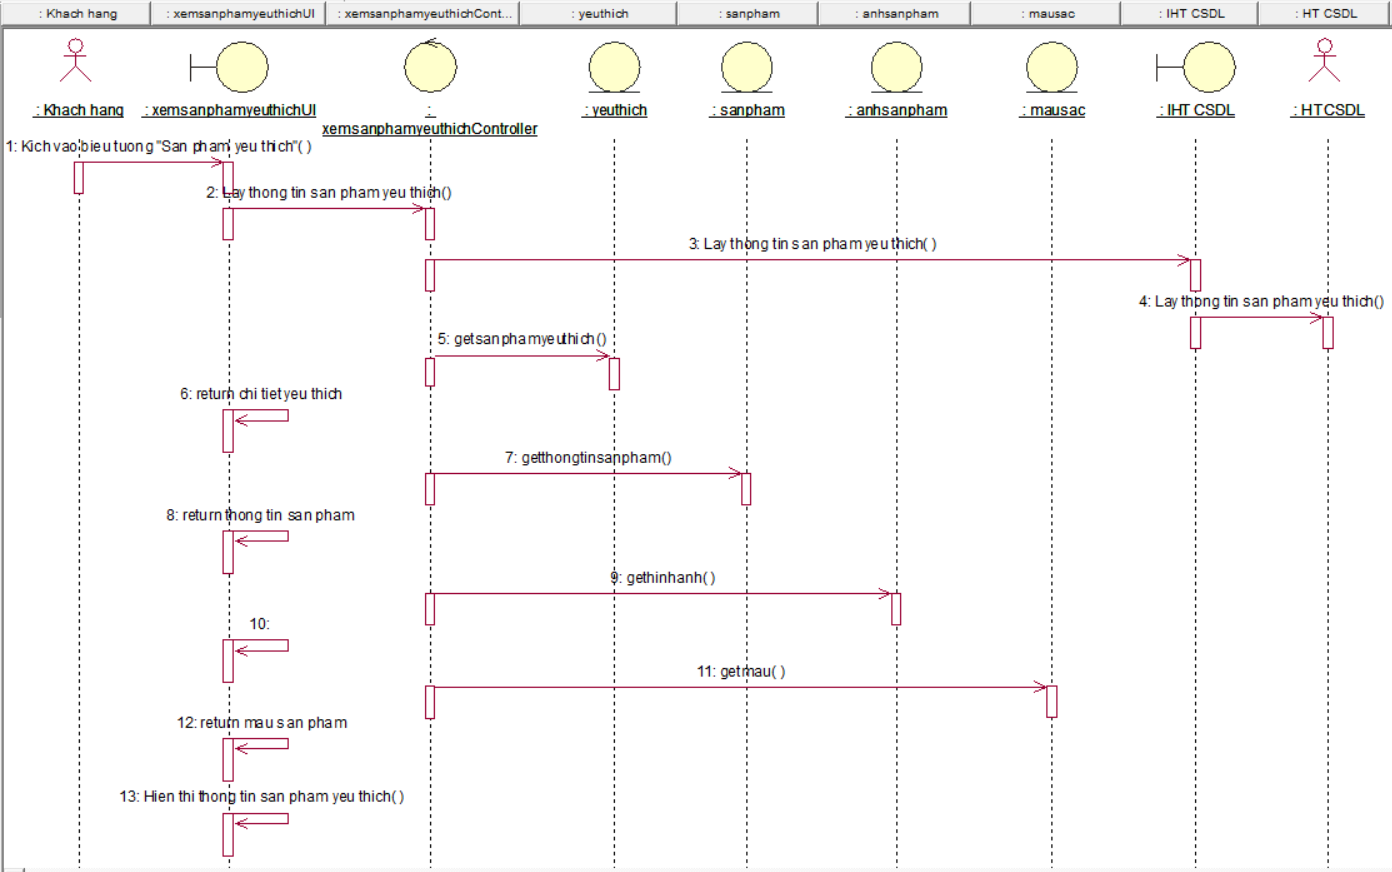 : Khach hang
: xemsanphamyeuthichUI
: xemsanphamyeuthichCont...
: yeuthich
: sanpham
: anhsanpham
: mausac
: IHT CSDL
: HT CSDL
: Khach hang
: xemsanphamyeuthichUI
:
xemsanphamyeuthichController
: yeuthich
: sanpham
: anhsanpham
: mausac
: IHT CSDL
: HTCSDL
1: Kich vao bieu tuong "San pham yeu thich"( )
2: Lay thong tin san pham yeu thich()
3: Lay thong tin san pham yeu thich( )
4: Lay thong tin san pham yeu thich()
5: getsanphamyeuthich()
6: return chi tiet yeu thich
7: getthongtinsanpham()
8: return thong tin san pham
9: gethinhanh( )
10:
11: getmau( )
12: return mau san pham
13: Hien thi thong tin san pham yeu thich( )